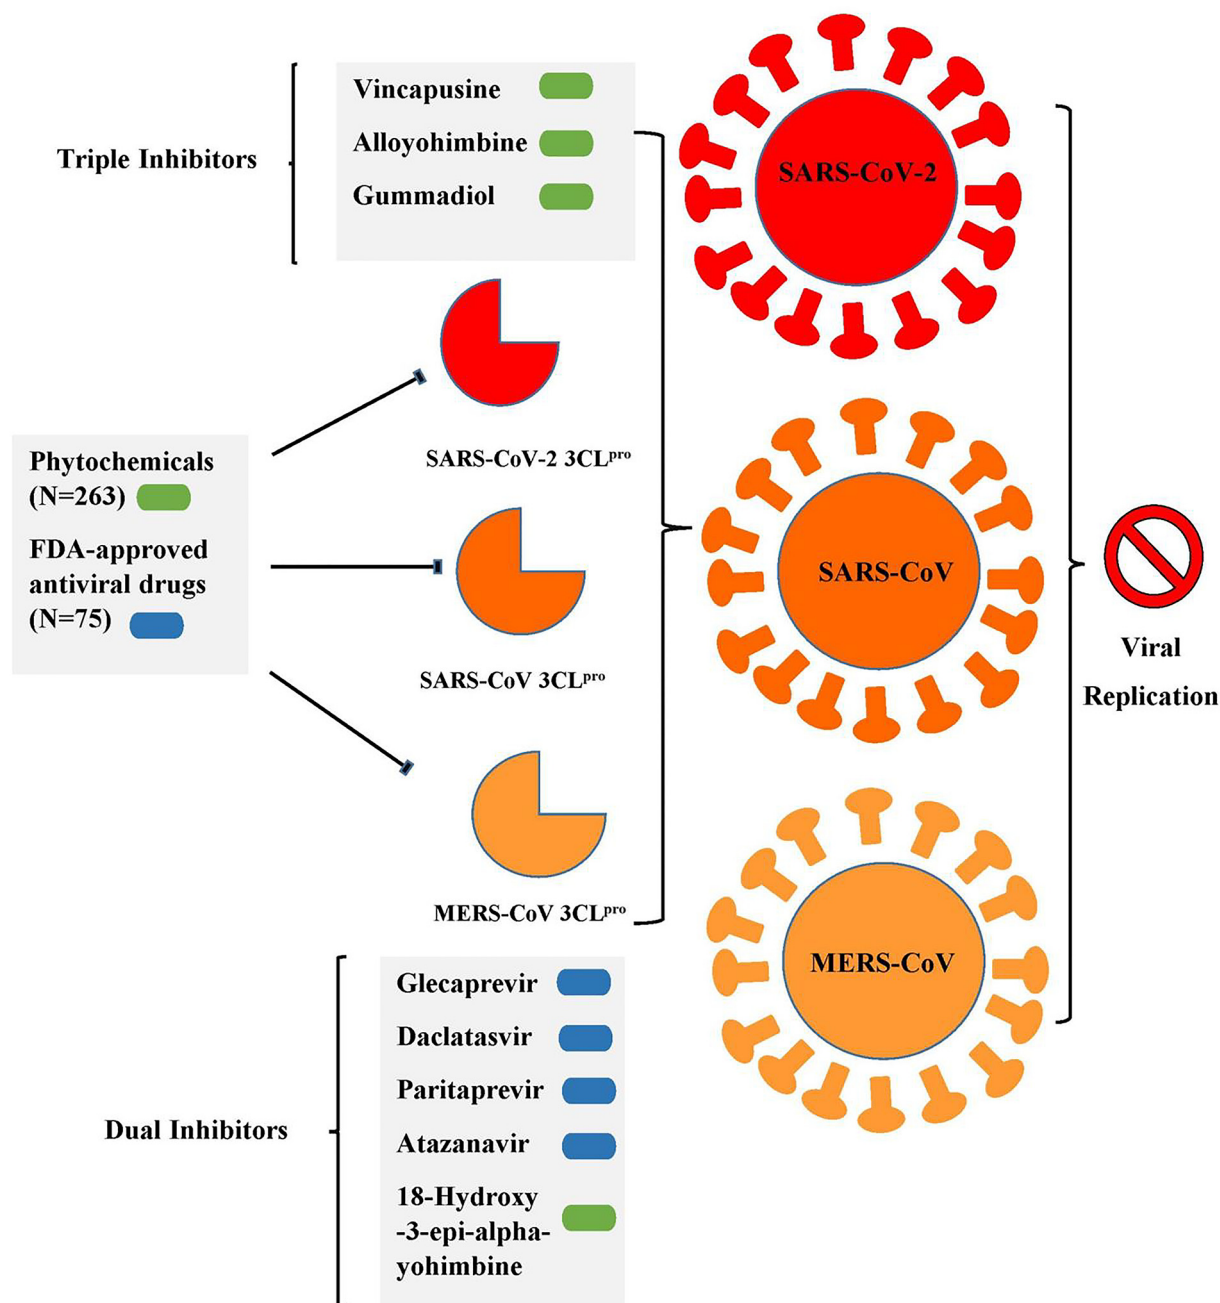 Triple Inhibitors
Vincapusine
Alloyohimbine
Gummadiol
SARS-CoV-2
SARS-CoV-2 3CLpro
Phytochemicals
(N=263)
FDA-approved
antiviral drugs
(N=75)
SARS-CoV 3CLpro
SARS-CoV
Viral
Replication
MERS-CoV 3CLpro
MERS-CoV
Dual Inhibitors
Glecaprevir
Daclatasvir
Paritaprevir
Atazanavir
18-Hydroxy
-3-epi-alpha-
yohimbine